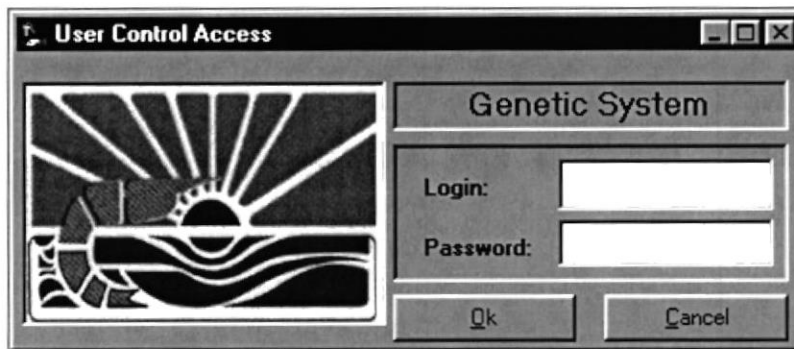 User Control Access
Genetic System
Login:
Password:
Ok
Cancel